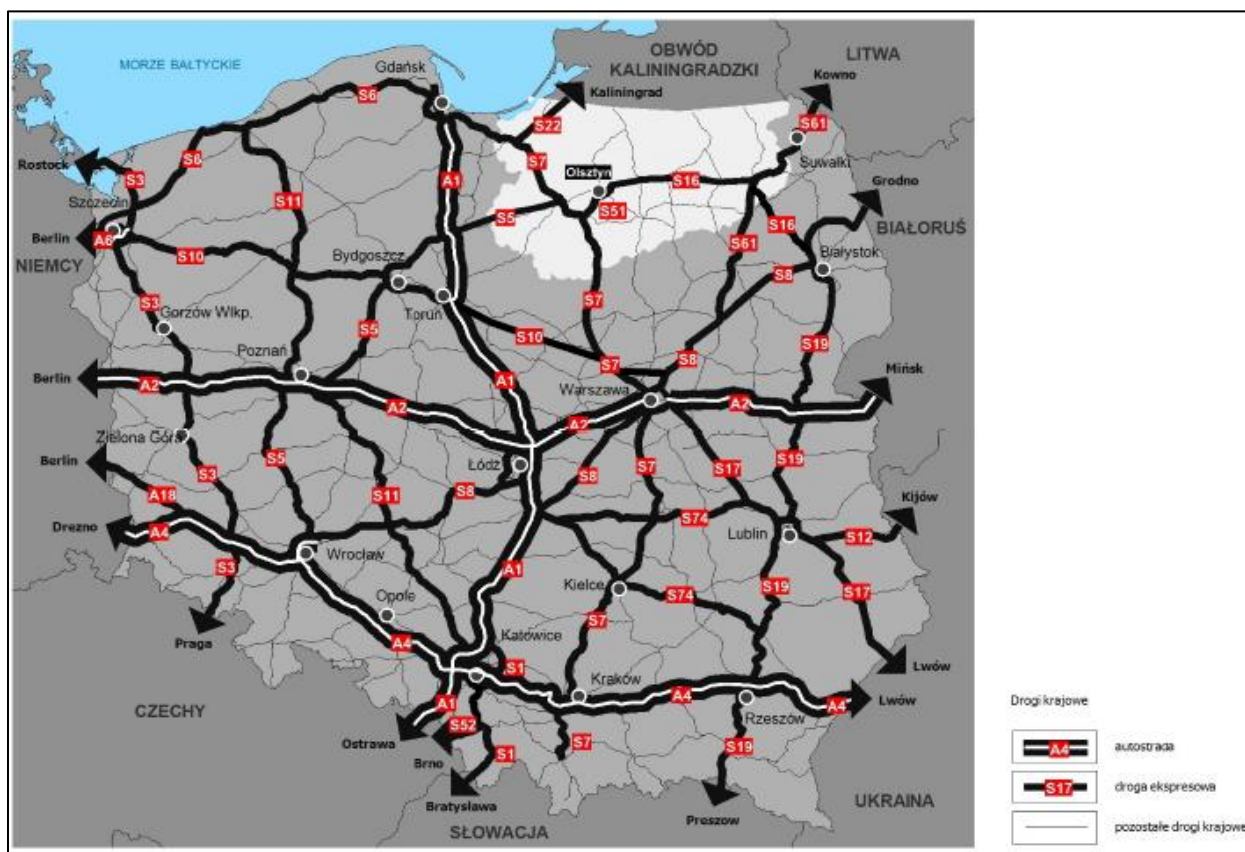 OBWÓD
KALININGRADZKI
LITWA
MORZE BAŁTYCKIE
Gdańsk
Kowno
Kaliningrad
S6
S22
S61
Rostock
S6
S7
Suwałki
S3
A1
Olsztyn
S16
Grodno
Szczecin
S11
S5
S51
S16
BIAŁORUŚ
Berlin
A6
S61
NIEMCY
S10
Bydgoszcz
Białystok
S8
S3
S7
Gorzów Wlkp.
Toruń
S5
S10
S19
Poznań
S7
S8
Mińsk
Berlin
A2
A1
Warszawa
A2
A2
A2
Zielona Góra
S5
Łódź
S19
Berlin
S3
S8
S7
S17
A18
S11
S8
Kijów
Drezno
A4
S74
Lublin
S12
Wrocław
S3
A1
Kielce
S19
S17
Opole
S74
Praga
S7
A4
Katowice
S1
Lwów
Kraków
A4
Lwów
CZECHY
A1
A4
Rzeszów
S52
Ostrawa
S7
S19
Brno
S1
Bratysława
Preszow
UKRAINA
SŁOWACJA
Drogi krajowe
A4 autostrada
S17 droga ekspresowa
pozostałe drogi krajowe